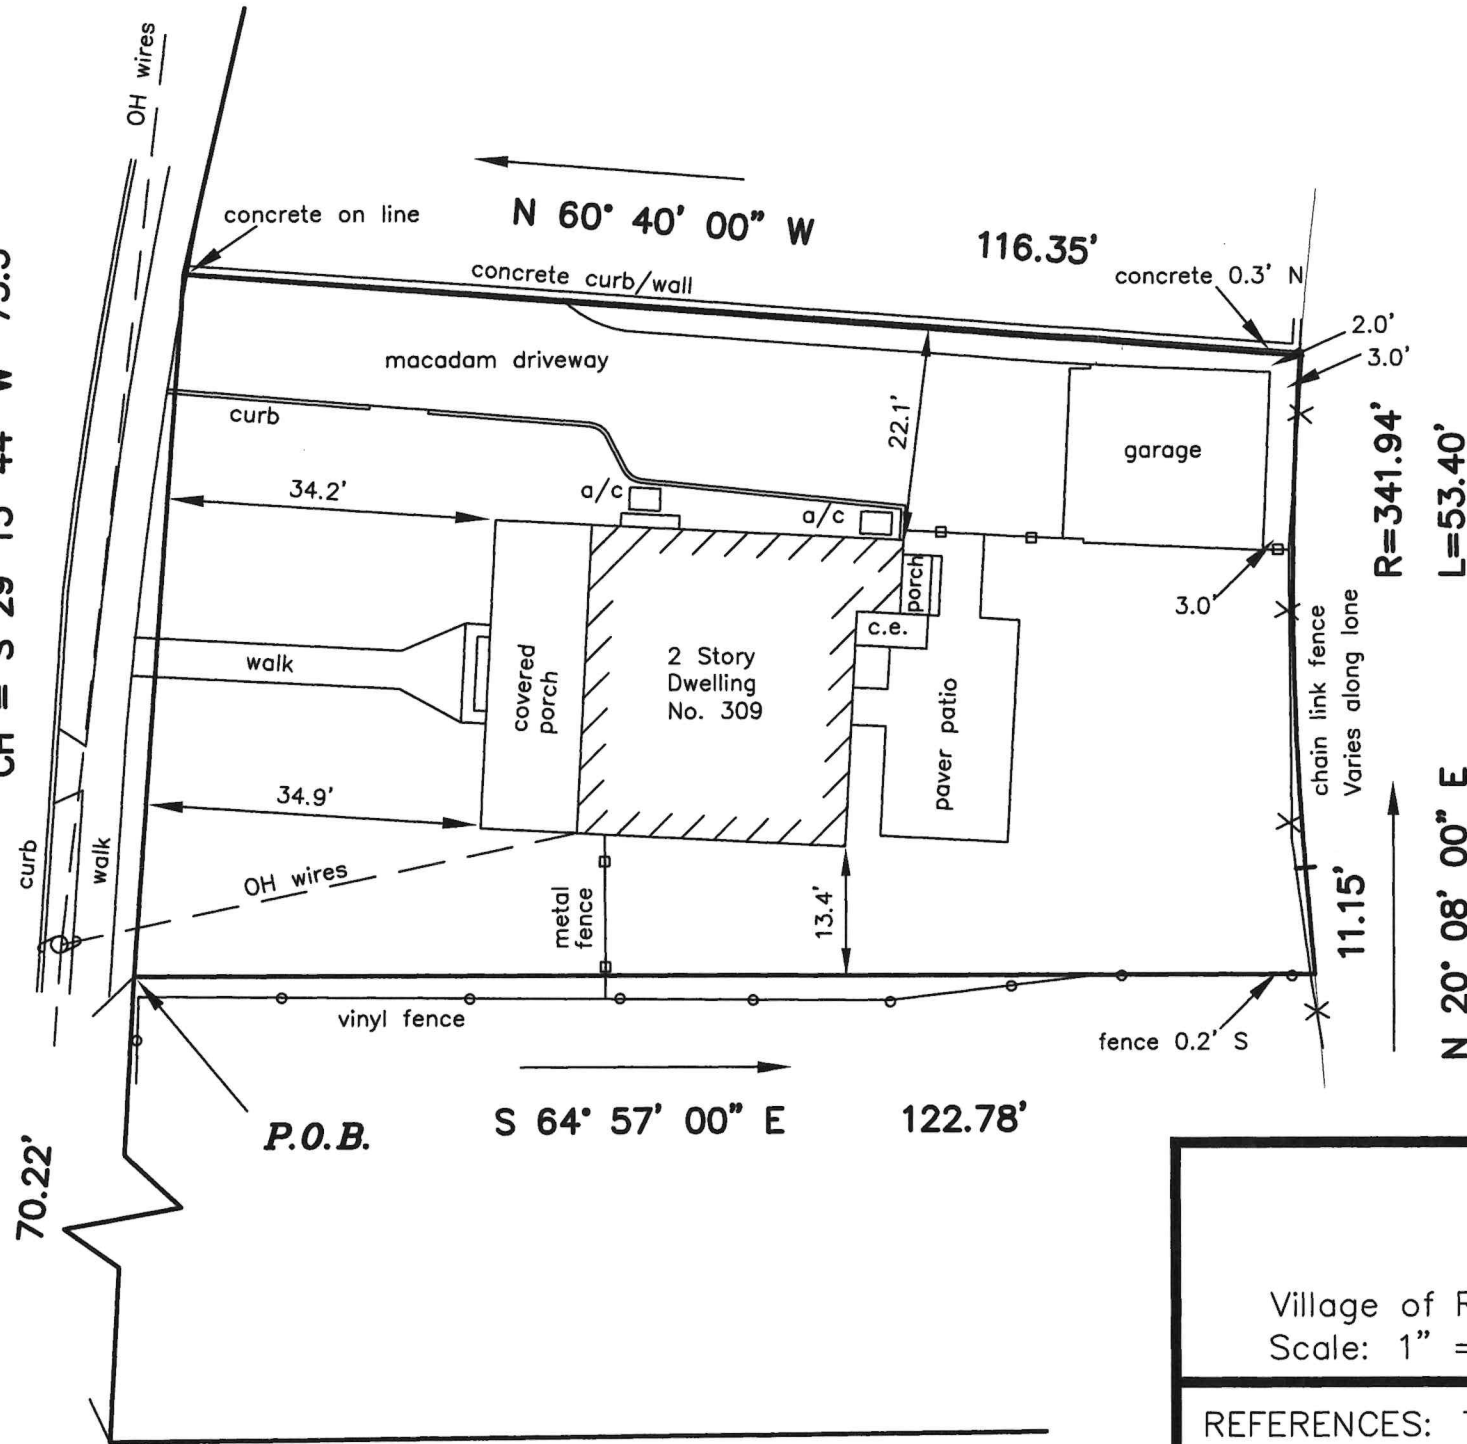 OH wires
concrete on line
N 60° 40' 00" W
116.35'
concrete curb/wall
concrete 0.3' N
2.0'
3.0'
macadam driveway
curb
22.1'
garage
R=341.94'
L=53.40'
34.2'
a/c
a/c
porch
3.0'
c.e.
walk
covered
porch
2 Story
Dwelling
No. 309
paver patio
chain link fence
Varies along lone
34.9'
curb
walk
OH wires
metal
fence
13.4'
11.15'
N 20° 08' 00" E
vinyl fence
fence 0.2' S
P.O.B.
S 64° 57' 00" E
122.78'
70.22'
Village of
Scale: 1" =
REFERENCES: